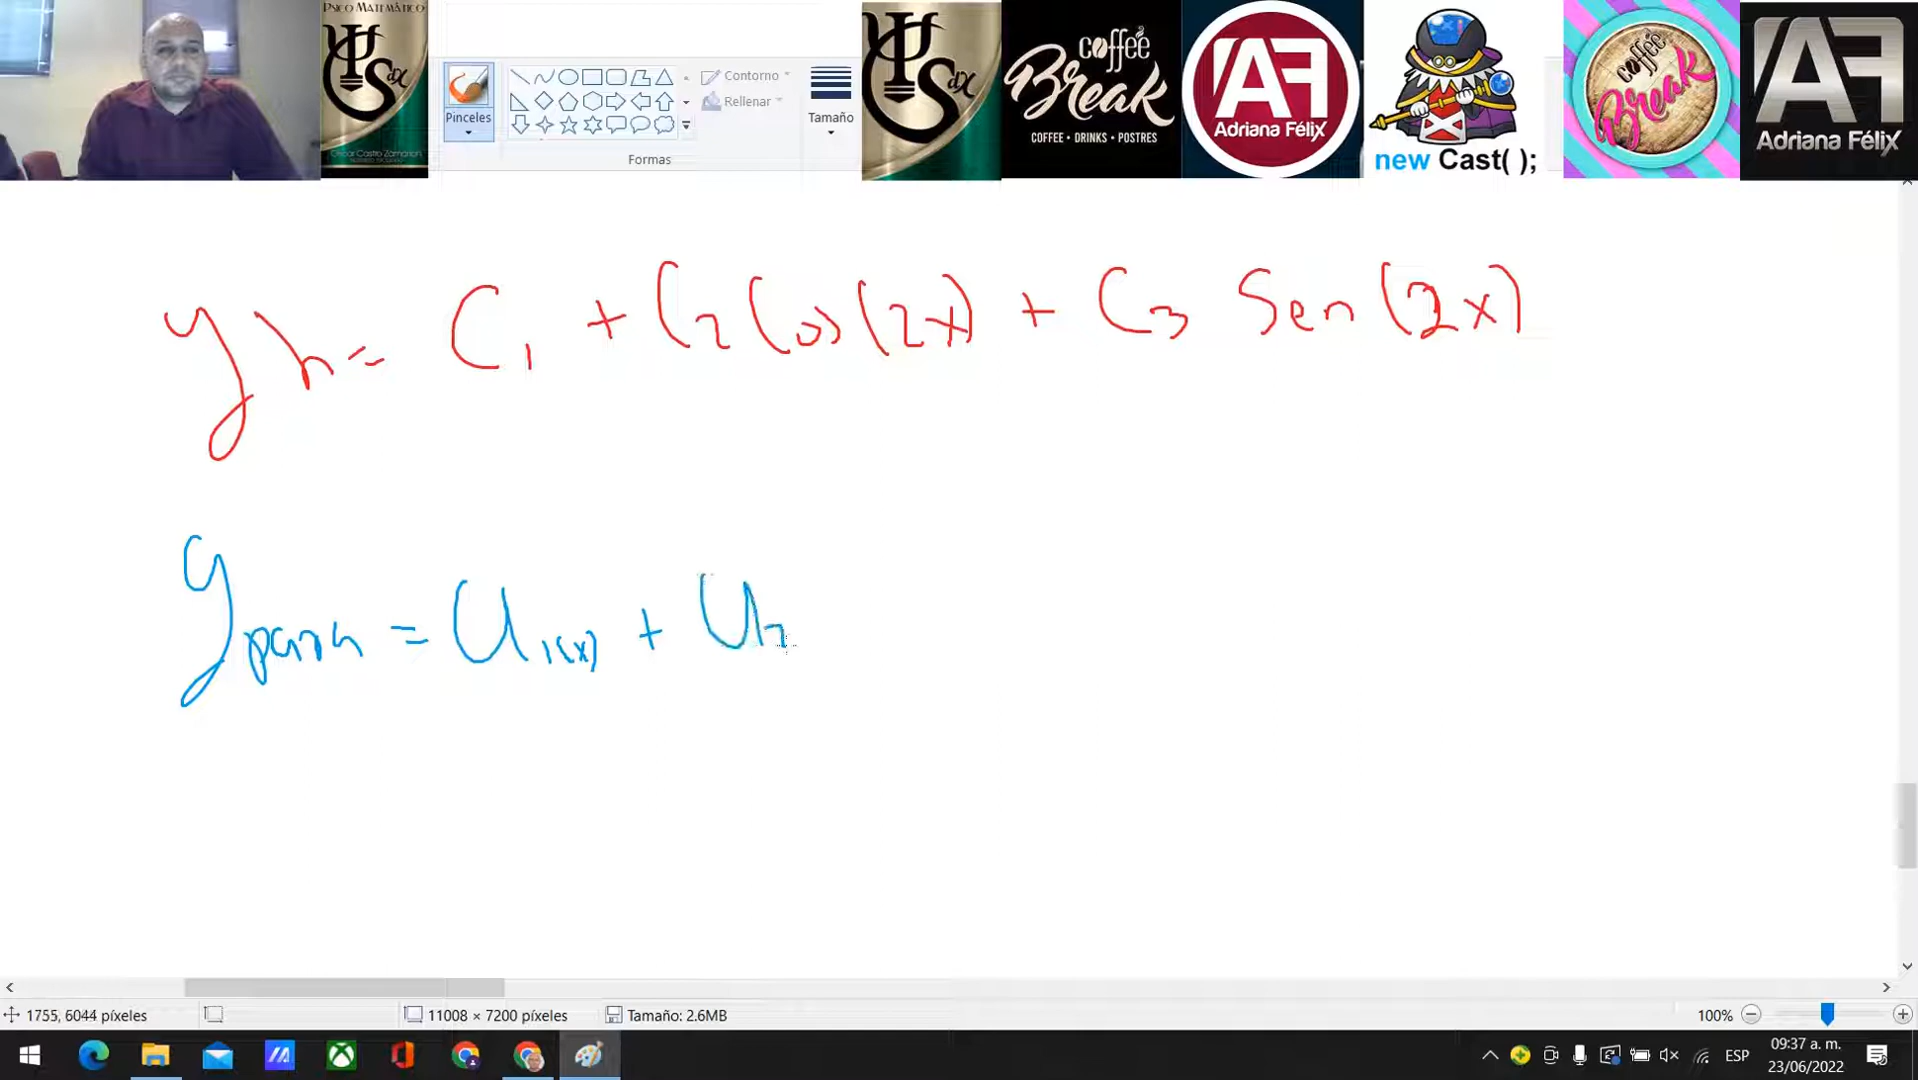 PSICO MATEMÁTICO
Pinceles
Contorno
Rellenar
Formas
Tamaño
coffee
Break
COFFEE • DRINKS • POSTRES
AF
Adriana FéliX
new Cast( );
coffee
Break
AF
Adriana FéliX
yh = C1 + C2 Cos(2x) + C3 Sen(2x)
y para = U1(x) + U2
1755, 6044 píxeles
11008 × 7200 píxeles
Tamaño: 2.6MB
100%
ESP
09:37 a. m.
23/06/2022